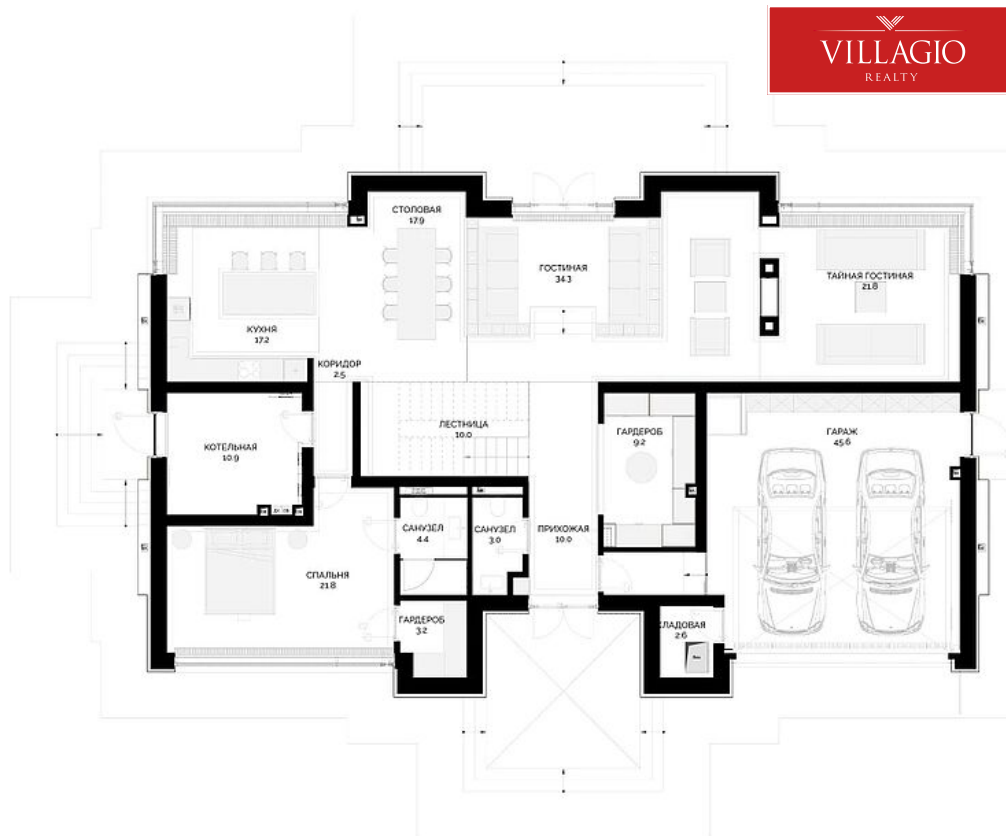 VILLAGIO
REALTY
СТОЛОВАЯ
17.9
ГОСТИНАЯ
34.3
ТАЙНАЯ ГОСТИНАЯ
21.8
КУХНЯ
17.2
КОРИДОР
2.5
ЛЕСТНИЦА
10.0
ГАРДЕРОБ
9.2
ГАРАЖ
45.6
КОТЕЛЬНАЯ
10.9
САНУЗЕЛ
4.4
САНУЗЕЛ
3.0
ПРИХОЖАЯ
10.0
СПАЛЬНЯ
21.8
ГАРДЕРОБ
3.2
КЛАДОВАЯ
2.6